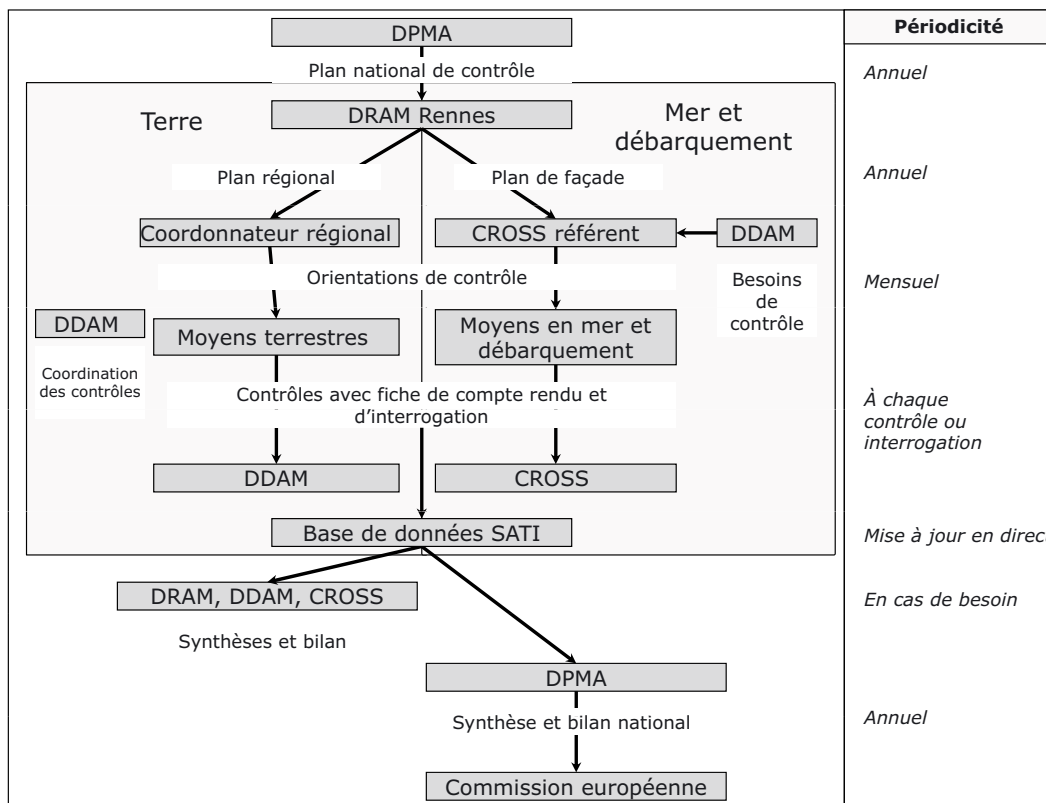 DPMA
Périodicité
Plan national de contrôle
Annuel
Terre
DRAM Rennes
Mer et
débarquement
Plan régional
Plan de façade
Annuel
Coordonnateur régional
CROSS référent
DDAM
Orientations de contrôle
Besoins
de
contrôle
Mensuel
DDAM
Coordination
des contrôles
Moyens terrestres
Moyens en mer et
débarquement
Contrôles avec fiche de compte rendu et
d’interrogation
À chaque
contrôle ou
interrogation
DDAM
CROSS
Base de données SATI
Mise à jour en direct
DRAM, DDAM, CROSS
En cas de besoin
Synthèses et bilan
DPMA
Synthèse et bilan national
Annuel
Commission européenne